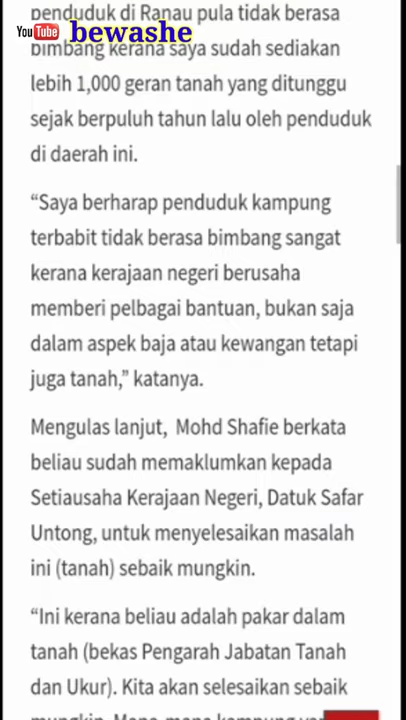 penduduk di Ranau pula tidak berasa
YouTube bewashe
bimbang kerana saya sudah sediakan
lebih 1,000 geran tanah yang ditunggu
sejak berpuluh tahun lalu oleh penduduk
di daerah ini.
“Saya berharap penduduk kampung
terbabit tidak berasa bimbang sangat
kerana kerajaan negeri berusaha
memberi pelbagai bantuan, bukan saja
dalam aspek baja atau kewangan tetapi
juga tanah,” katanya.
Mengulas lanjut, Mohd Shafie berkata
beliau sudah memaklumkan kepada
Setiausaha Kerajaan Negeri, Datuk Safar
Untong, untuk menyelesaikan masalah
ini (tanah) sebaik mungkin.
“Ini kerana beliau adalah pakar dalam
tanah (bekas Pengarah Jabatan Tanah
dan Ukur). Kita akan selesaikan sebaik
mungkin. Mana-mana kampung